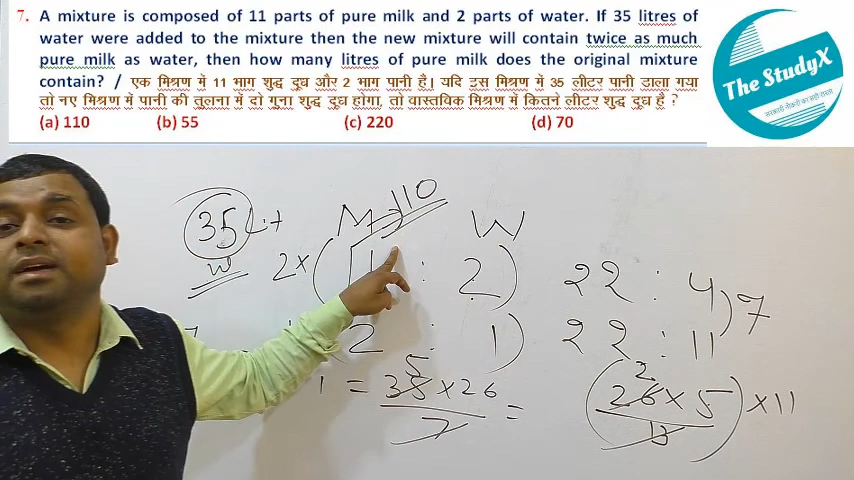 7. A mixture is composed of 11 parts of pure milk and 2 parts of water. If 35 litres of
water were added to the mixture then the new mixture will contain twice as much
pure milk as water, then how many litres of pure milk does the original mixture
contain? / एक मिश्रण में 11 भाग शुद्ध दूध और 2 भाग पानी है। यदि इस मिश्रण में 35 लीटर पानी डाला गया
तो नए मिश्रण में पानी की तुलना में दो गूना शुद्ध दूध होगा, तो वास्तविक मिश्रण में कितने लीटर शुद्ध दूध है ?
(a) 110 (b) 55 (c) 220 (d) 70
The StudyX
35 Lit M 110 W
W 2× ( : 2 ) 22 : 4
2 : 1 ) 22 : 11 ) 7
1 = 35 5 × 26 / 7 = ( 26 2 × 5 / 13 ) × 11